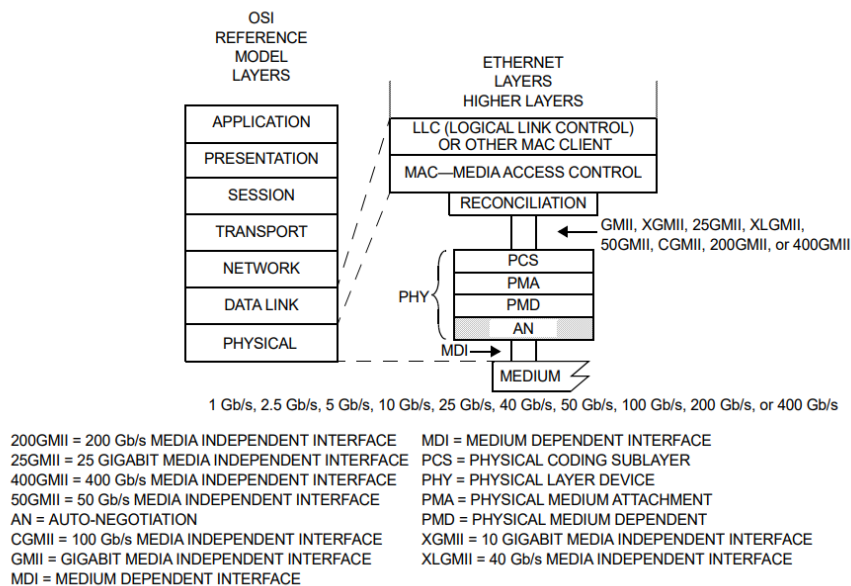 OSI
REFERENCE
MODEL
LAYERS
APPLICATION
PRESENTATION
SESSION
TRANSPORT
NETWORK
DATA LINK
PHYSICAL
ETHERNET
LAYERS
HIGHER LAYERS
LLC (LOGICAL LINK CONTROL)
OR OTHER MAC CLIENT
MAC—MEDIA ACCESS CONTROL
RECONCILIATION
GMII, XGMII, 25GMII, XLGMII,
50GMII, CGMII, 200GMII, or 400GMII
PHY
PCS
PMA
PMD
AN
MDI
MEDIUM
1 Gb/s, 2.5 Gb/s, 5 Gb/s, 10 Gb/s, 25 Gb/s, 40 Gb/s, 50 Gb/s, 100 Gb/s, 200 Gb/s, or 400 Gb/s
200GMII = 200 Gb/s MEDIA INDEPENDENT INTERFACE
25GMII = 25 GIGABIT MEDIA INDEPENDENT INTERFACE
400GMII = 400 Gb/s MEDIA INDEPENDENT INTERFACE
50GMII = 50 Gb/s MEDIA INDEPENDENT INTERFACE
AN = AUTO-NEGOTIATION
CGMII = 100 Gb/s MEDIA INDEPENDENT INTERFACE
GMII = GIGABIT MEDIA INDEPENDENT INTERFACE
MDI = MEDIUM DEPENDENT INTERFACE
MDI = MEDIUM DEPENDENT INTERFACE
PCS = PHYSICAL CODING SUBLAYER
PHY = PHYSICAL LAYER DEVICE
PMA = PHYSICAL MEDIUM ATTACHMENT
PMD = PHYSICAL MEDIUM DEPENDENT
XGMII = 10 GIGABIT MEDIA INDEPENDENT INTERFACE
XLGMII = 40 Gb/s MEDIA INDEPENDENT INTERFACE